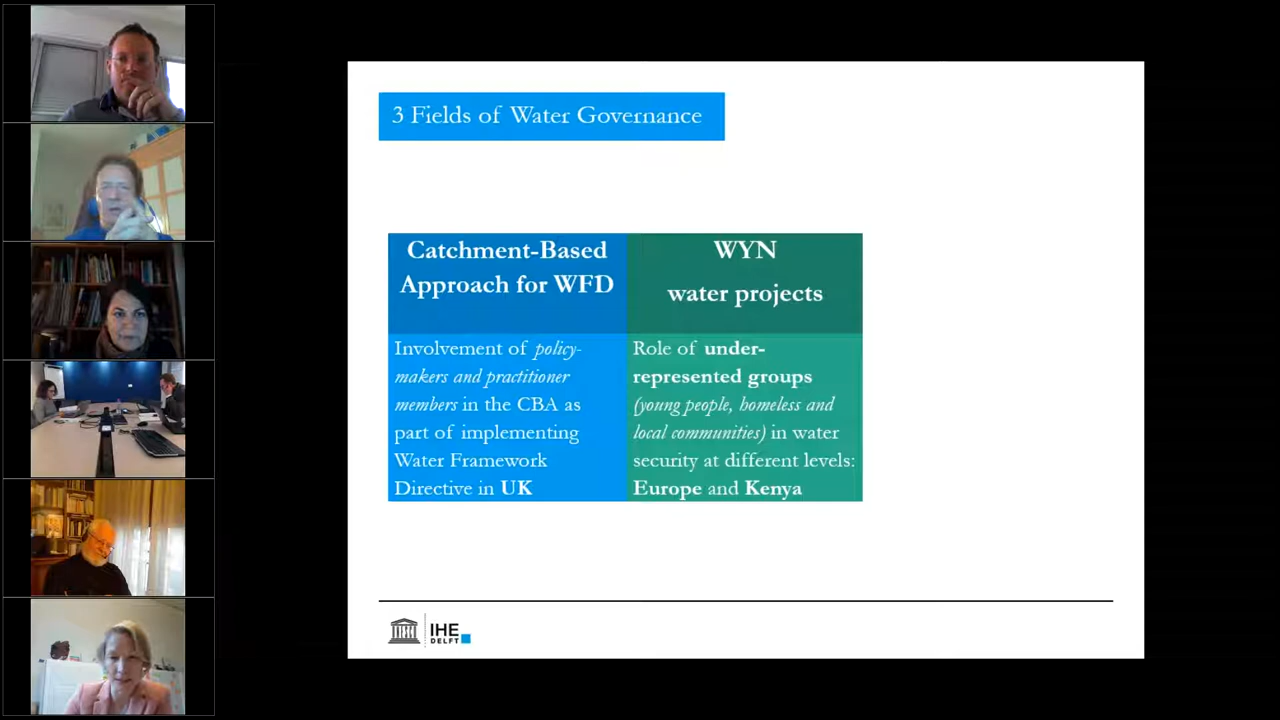 3 Fields of Water Governance
Catchment-Based
Approach for WFD
Involvement of policy-
makers and practitioner
members in the CBA as
part of implementing
Water Framework
Directive in UK
WYN
water projects
Role of under-
represented groups
(young people, homeless and
local communities) in water
security at different levels:
Europe and Kenya
IHE
DELFT